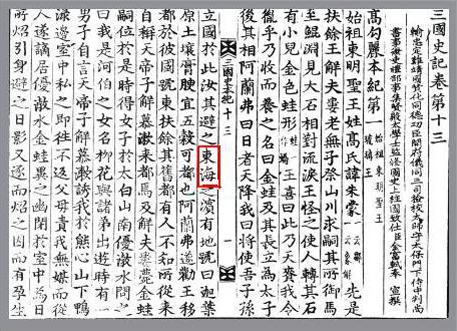 三國史記卷第十三
輸忠定難靖國贊化同德功臣開府儀同三司檢校太師守太保門下侍中判尚
書事兼吏禮部事集賢殿太學士監修國史上柱國致仕臣金富軾奉 宣撰
高句麗本紀第一 始祖東明聖王 琉璃王
始祖東明聖王姓高氏諱朱蒙 一云鄒牟 一云象解 先是
扶餘王解夫婁老無子祭山川求嗣其所御馬
至鯤淵見大石相對流淚王怪之使人轉其石
有小兒金色蛙形 蛙一作蝸 王喜曰此乃天賚我令
胤乎乃收而養之名曰金蛙及其長立爲太子
後其相阿蘭弗曰日者天降我曰將使吾子孫
三國史本紀十三 一
立國於此汝其避之東海之濱有地號曰迦葉
原土壤膏腴宜五穀可都也阿蘭弗遂勸王移
都於彼國號東扶餘其舊都有人不知所從來
自稱天帝子解慕漱來都焉及解夫婁薨金蛙
嗣位於是時得女子於太白山南優渤水問之
曰我是河伯之女名柳花與諸弟出遊時有一
男子自言天帝子解慕漱誘我於熊心山下鴨
淥邊室中私之即往不返父母責我無媒而從
人遂謫居優渤水金蛙異之幽閉於室中爲日
所炤引身避之日影又逐而炤之因而有孕生